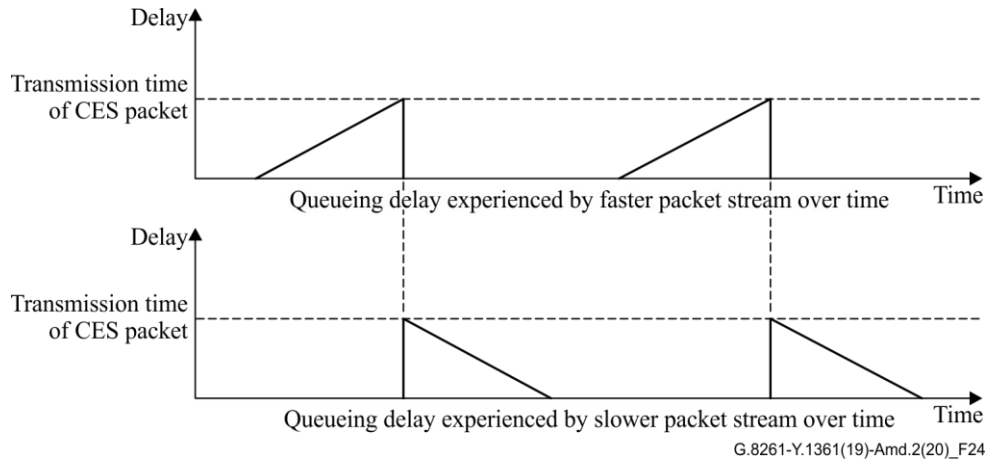 Delay
Transmission time
of CES packet
Time
Queueing delay experienced by faster packet stream over time
Delay
Transmission time
of CES packet
Time
Queueing delay experienced by slower packet stream over time
G.8261-Y.1361(19)-Amd.2(20)_F24